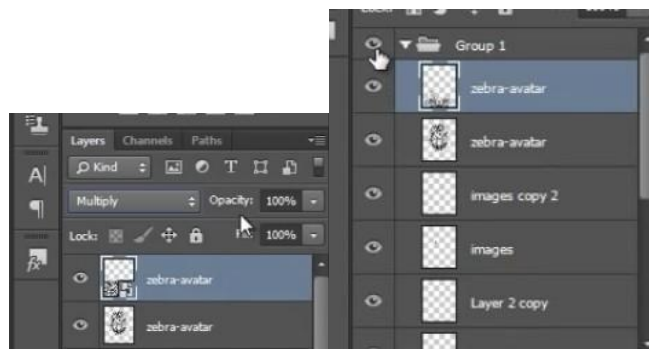 Layers Channels Paths
Kind
Multiply Opacity: 100%
Lock: 100%
zebra-avatar
zebra-avatar
Group 1
zebra-avatar
zebra-avatar
images copy 2
images
Layer 2 copy